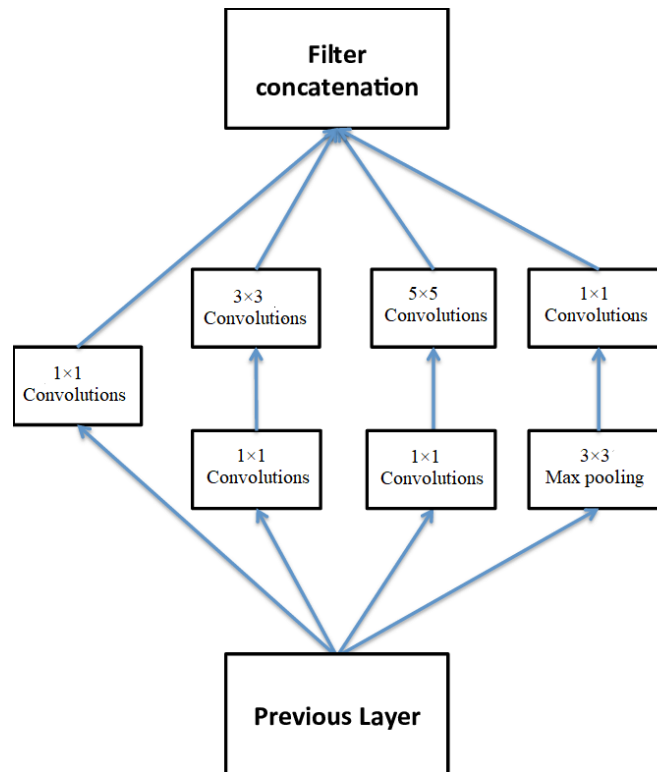 Filter
concatenation
3×3
Convolutions
5×5
Convolutions
1×1
Convolutions
1×1
Convolutions
1×1
Convolutions
1×1
Convolutions
3×3
Max pooling
Previous Layer